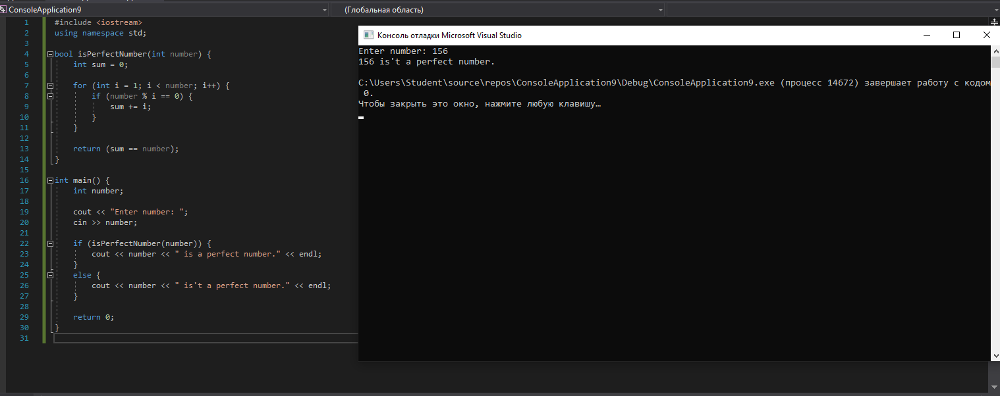 ConsoleApplication9
(Глобальная область)
1 #include <iostream>
2 using namespace std;
3
4 bool isPerfectNumber(int number) {
5 int sum = 0;
6
7 for (int i = 1; i < number; i++) {
8 if (number % i == 0) {
9 sum += i;
10 }
11 }
12
13 return (sum == number);
14 }
15
16 int main() {
17 int number;
18
19 cout << "Enter number: ";
20 cin >> number;
21
22 if (isPerfectNumber(number)) {
23 cout << number << " is a perfect number." << endl;
24 }
25 else {
26 cout << number << " is't a perfect number." << endl;
27 }
28
29 return 0;
30 }
31
Консоль отладки Microsoft Visual Studio
Enter number: 156
156 is't a perfect number.
C:\Users\Student\source\repos\ConsoleApplication9\Debug\ConsoleApplication9.exe (процесс 14672) завершает работу с кодом
0.
Чтобы закрыть это окно, нажмите любую клавишу…